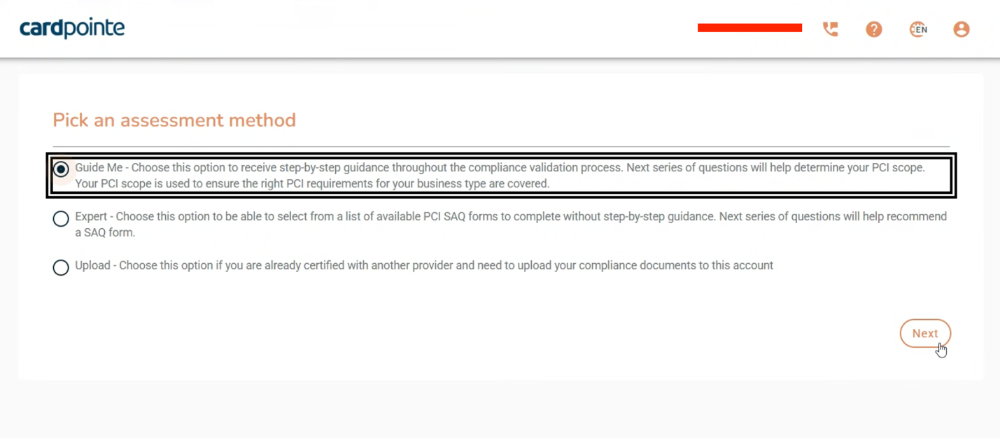 cardpointe
EN
Pick an assessment method
Guide Me - Choose this option to receive step-by-step guidance throughout the compliance validation process. Next series of questions will help determine your PCI scope.
Your PCI scope is used to ensure the right PCI requirements for your business type are covered.
Expert - Choose this option to be able to select from a list of available PCI SAQ forms to complete without step-by-step guidance. Next series of questions will help recommend
a SAQ form.
Upload - Choose this option if you are already certified with another provider and need to upload your compliance documents to this account
Next